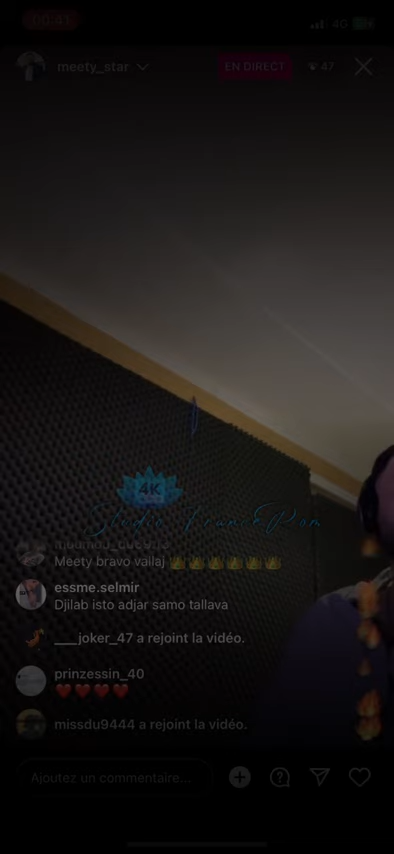 00:41
4G
meety_star
EN DIRECT
47
4K
Studio
Meety bravo vailaj 👑👑👑👑👑👑
essme.selmir
Djilab isto adjar samo tallava
___joker_47 a rejoint la vidéo.
prinzessin_40
❤️❤️❤️❤️
missdu9444 a rejoint la vidéo.
Ajoutez un commentaire...